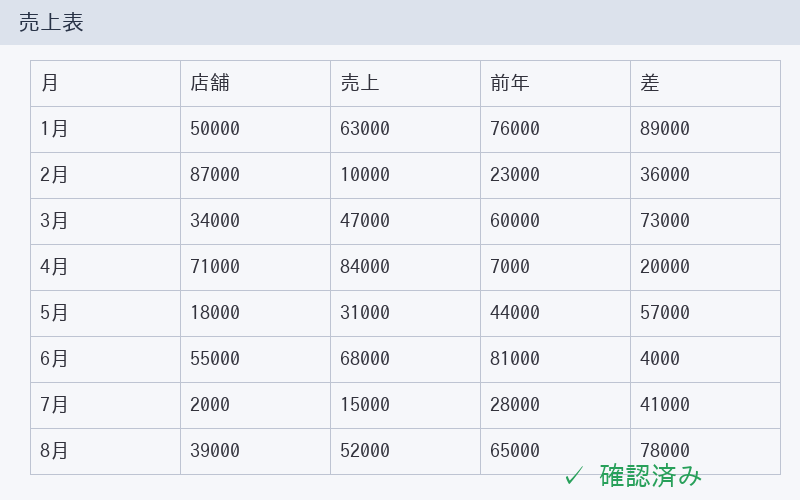 売上表
月 店舗 売上 前年 差
1月 50000 63000 76000 89000
2月 87000 10000 23000 36000
3月 34000 47000 60000 73000
4月 71000 84000 7000 20000
5月 18000 31000 44000 57000
6月 55000 68000 81000 4000
7月 2000 15000 28000 41000
8月 39000 52000 65000 78000
✓ 確認済み